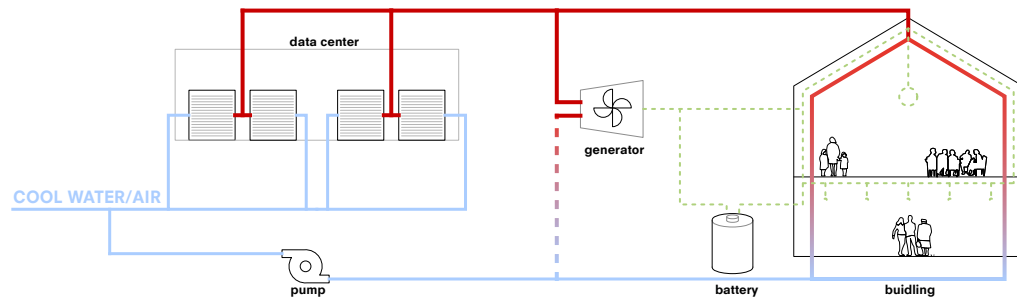 data center
generator
COOL WATER/AIR
pump
battery
buidling